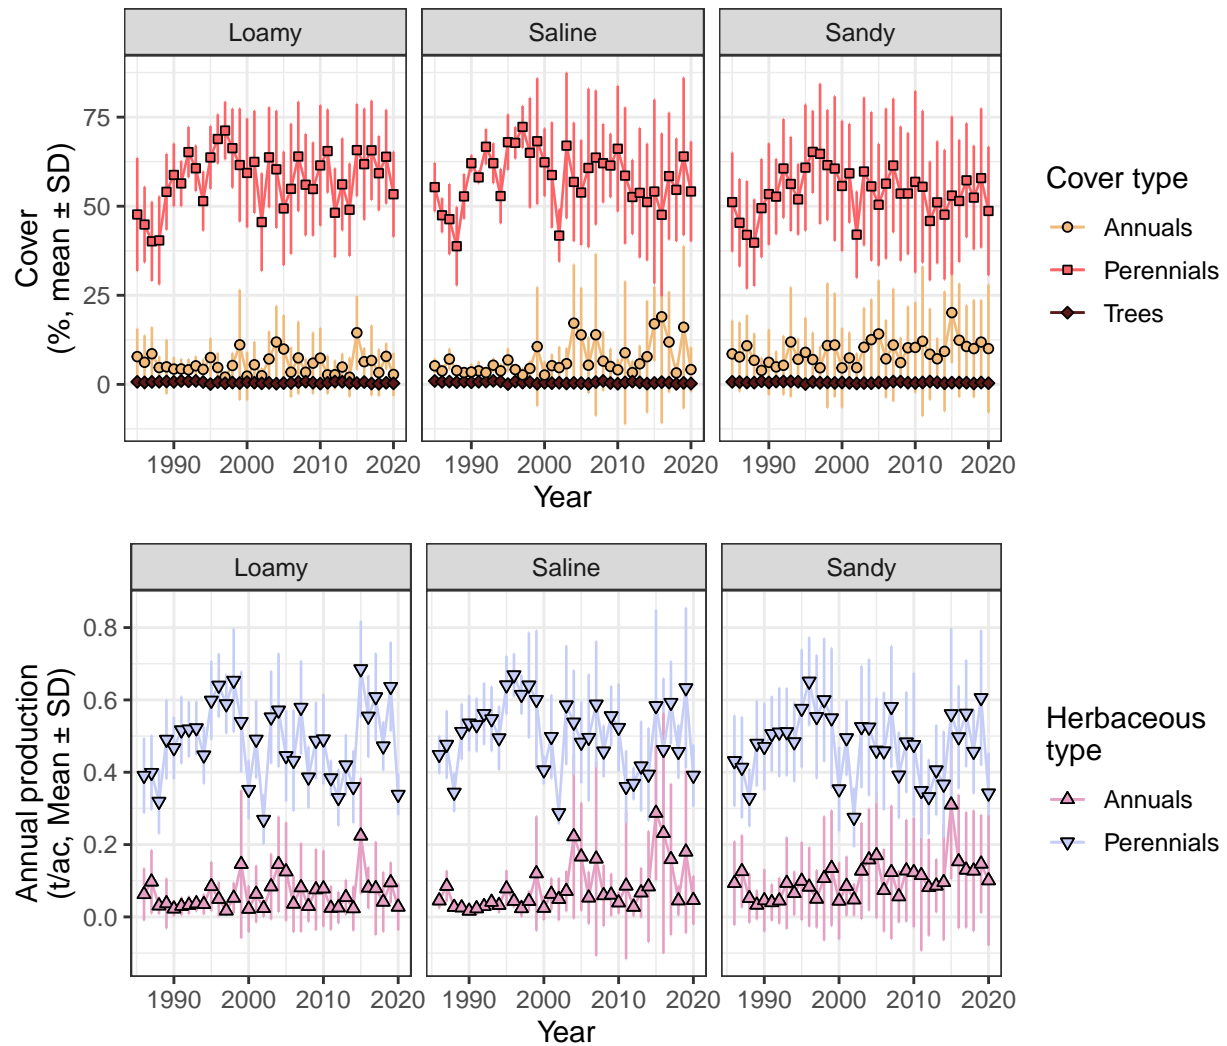 Loamy
Saline
Sandy
75
50
25
0
Cover
(%, mean ± SD)
1990
2000
2010
2020
1990
2000
2010
2020
1990
2000
2010
2020
Year
Cover type
Annuals
Perennials
Trees
Loamy
Saline
Sandy
0.8
0.6
0.4
0.2
0.0
Annual production
(t/ac, Mean ± SD)
1990
2000
2010
2020
1990
2000
2010
2020
1990
2000
2010
2020
Year
Herbaceous
type
Annuals
Perennials